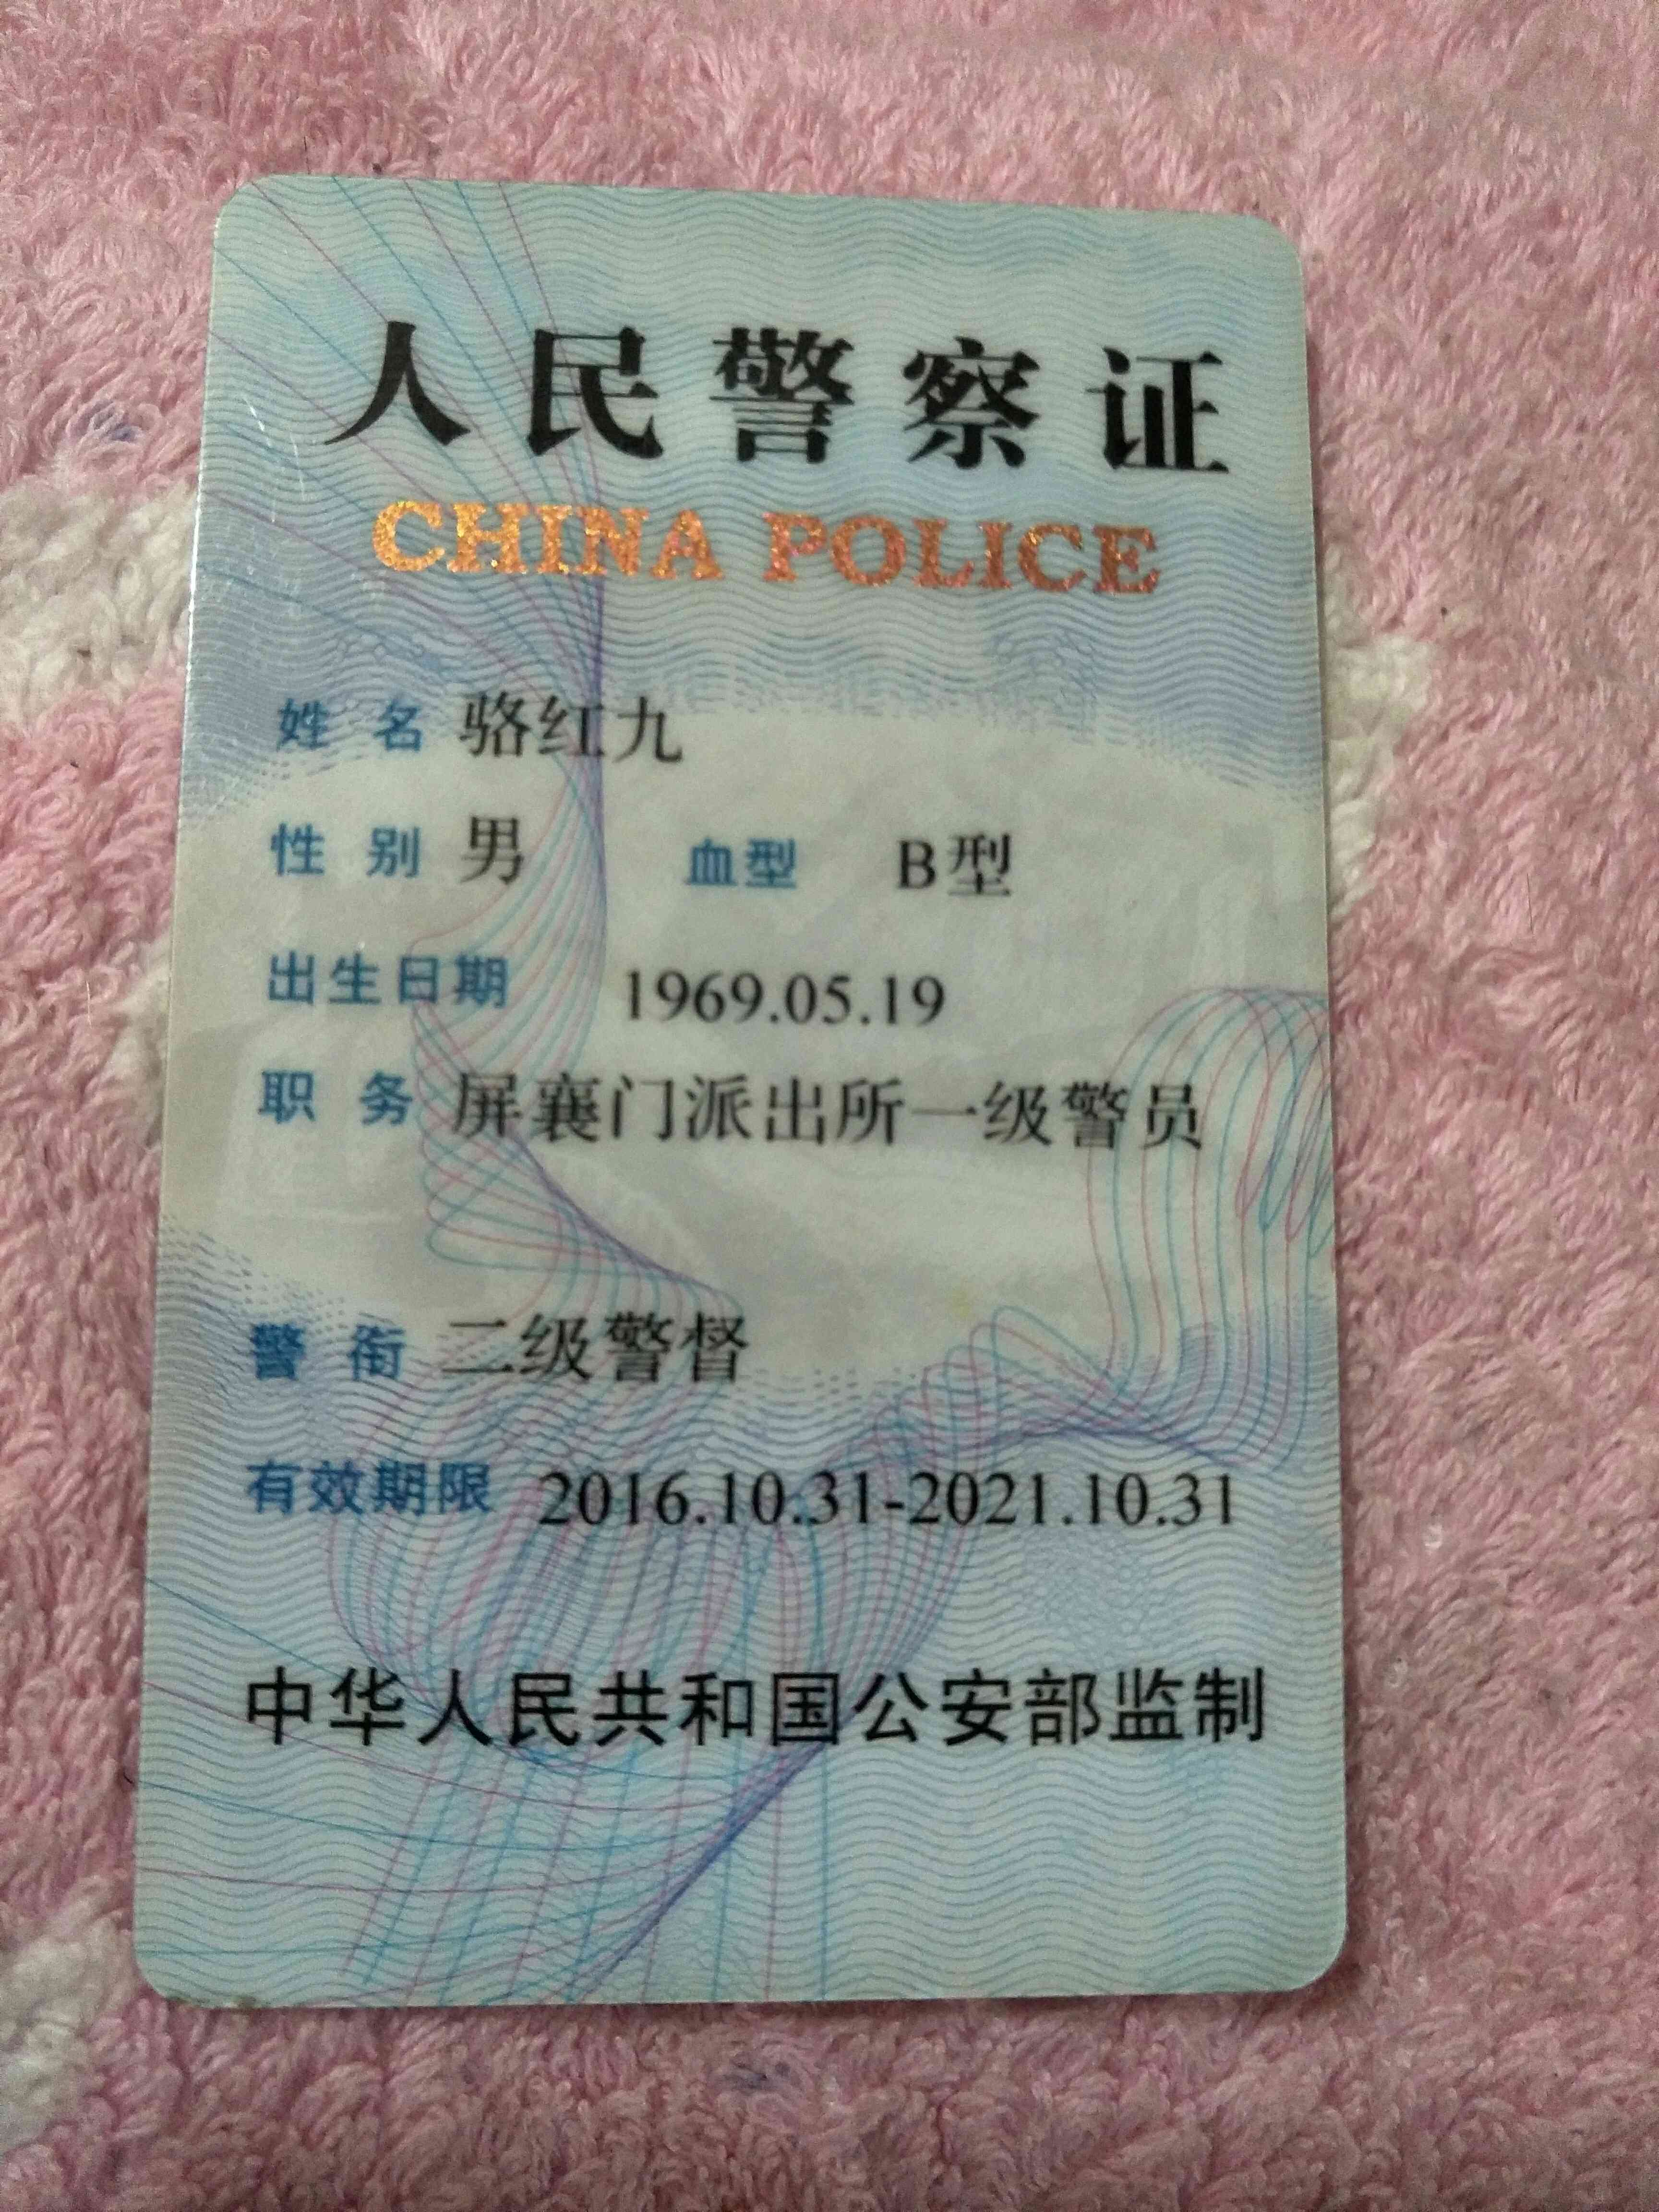 人民警察证
CHINA POLICE
姓 名 骆红九
性 别 男 血型 B型
出生日期 1969.05.19
职 务 屏襄门派出所一级警员
警 衔 二级警督
有效期限 2016.10.31-2021.10.31
中华人民共和国公安部监制